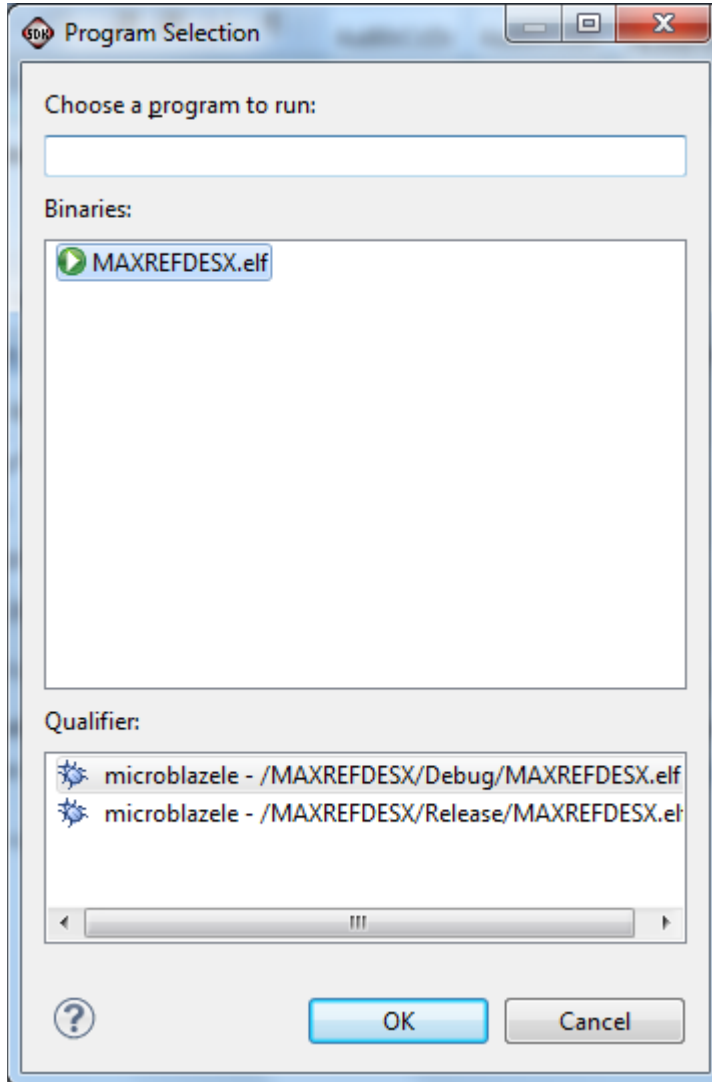 SDK Program Selection
Choose a program to run:
Binaries:
MAXREFDESX.elf
Qualifier:
microblazele - /MAXREFDESX/Debug/MAXREFDESX.elf
microblazele - /MAXREFDESX/Release/MAXREFDESX.el
OK
Cancel